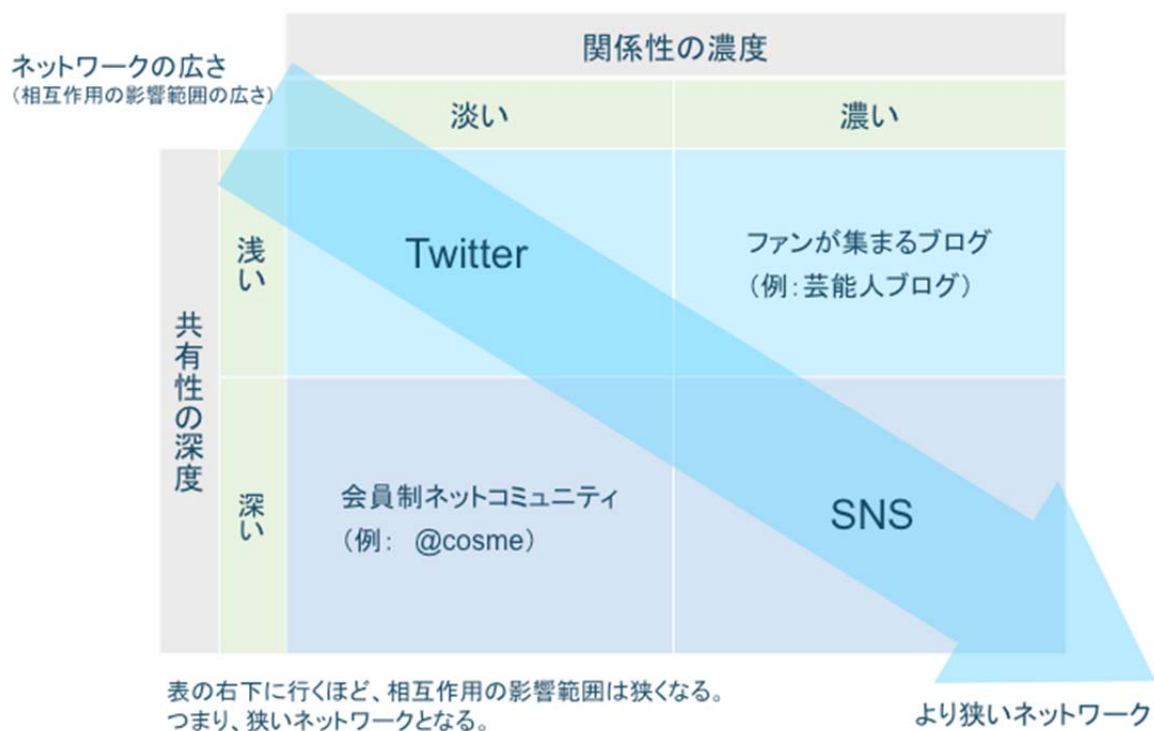 関係性の濃度
ネットワークの広さ
（相互作用の影響範囲の広さ）
淡い
濃い
共有性の深度
浅い
Twitter
ファンが集まるブログ
（例：芸能人ブログ）
深い
会員制ネットコミュニティ
（例： @cosme）
SNS
表の右下に行くほど、相互作用の影響範囲は狭くなる。
つまり、狭いネットワークとなる。
より狭いネットワーク